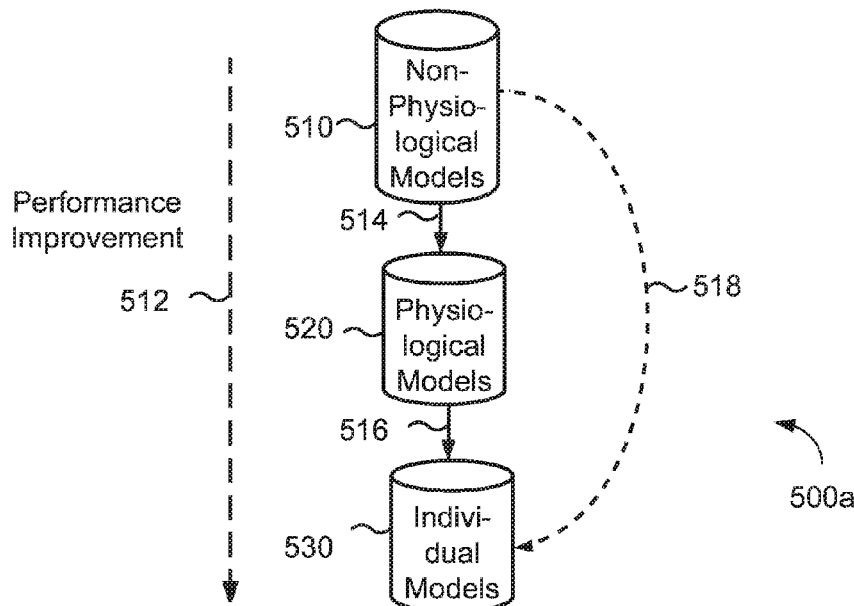 Non-
Physio-
logical
Models
510
514
Performance
Improvement
512
518
Physio-
logical
Models
520
516
500a
Indivi-
dual
Models
530